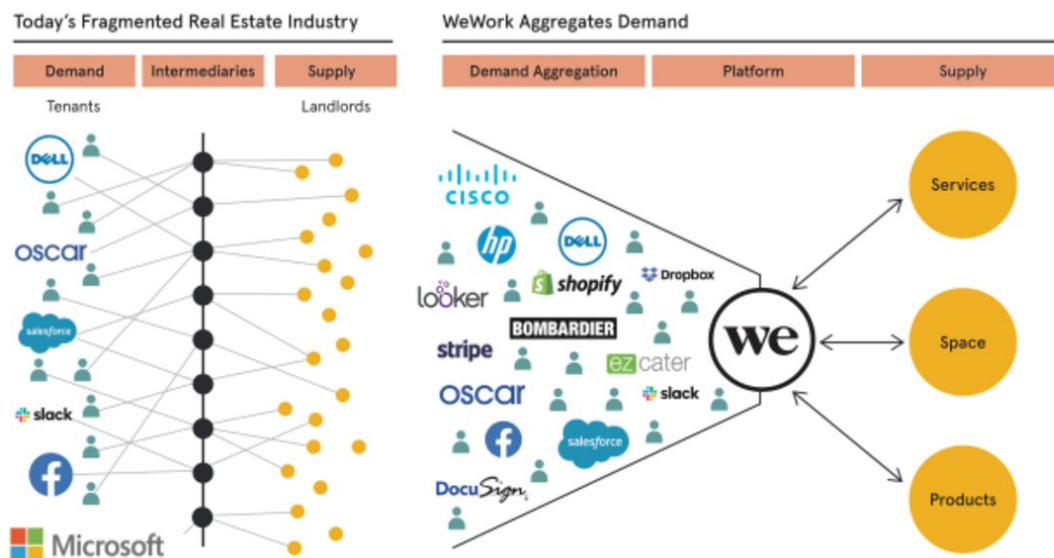 Today's Fragmented Real Estate Industry
Demand
Intermediaries
Supply
Tenants
Landlords
DELL
oscar
salesforce
slack
f
Microsoft
WeWork Aggregates Demand
Demand Aggregation
Platform
Supply
CISCO
hp
DELL
looker
shopify
Dropbox
BOMBARDIER
stripe
ez cater
oscar
slack
f
salesforce
DocuSign
we
Services
Space
Products